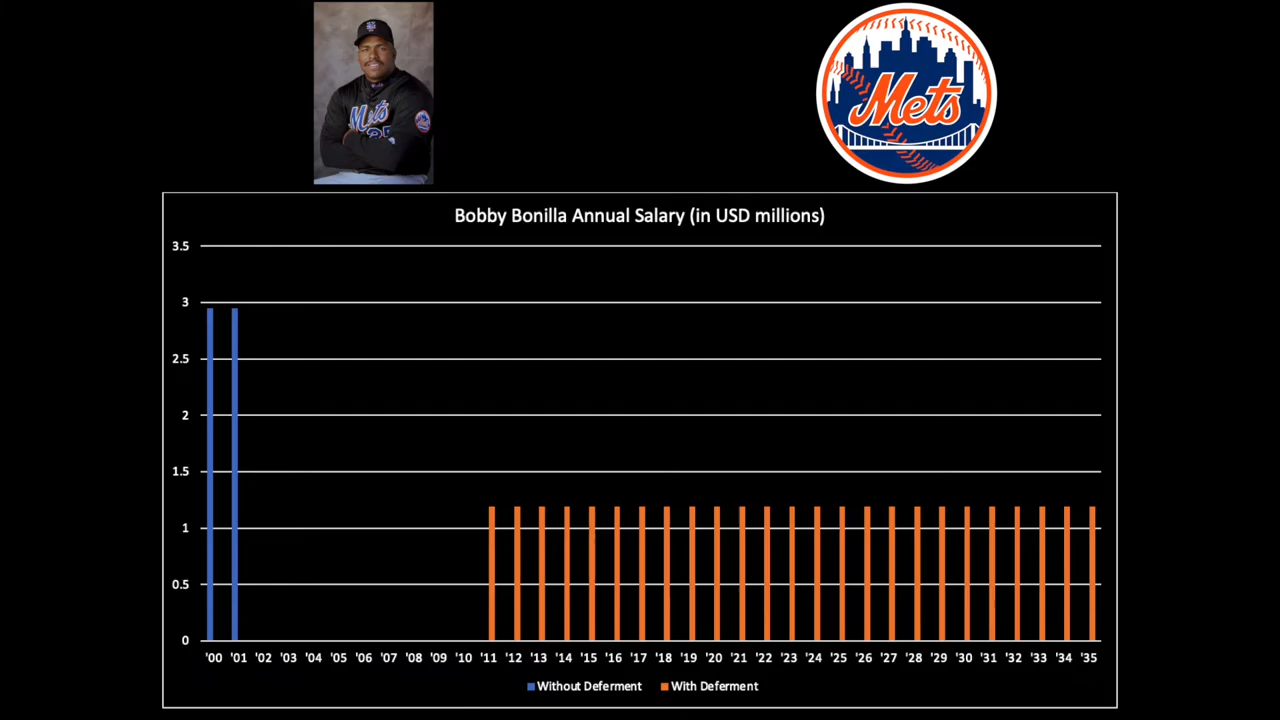 Mets
Mets
Bobby Bonilla Annual Salary (in USD millions)
3.5
3
2.5
2
1.5
1
0.5
0
'00 '01 '02 '03 '04 '05 '06 '07 '08 '09 '10 '11 '12 '13 '14 '15 '16 '17 '18 '19 '20 '21 '22 '23 '24 '25 '26 '27 '28 '29 '30 '31 '32 '33 '34 '35
Without Deferment With Deferment